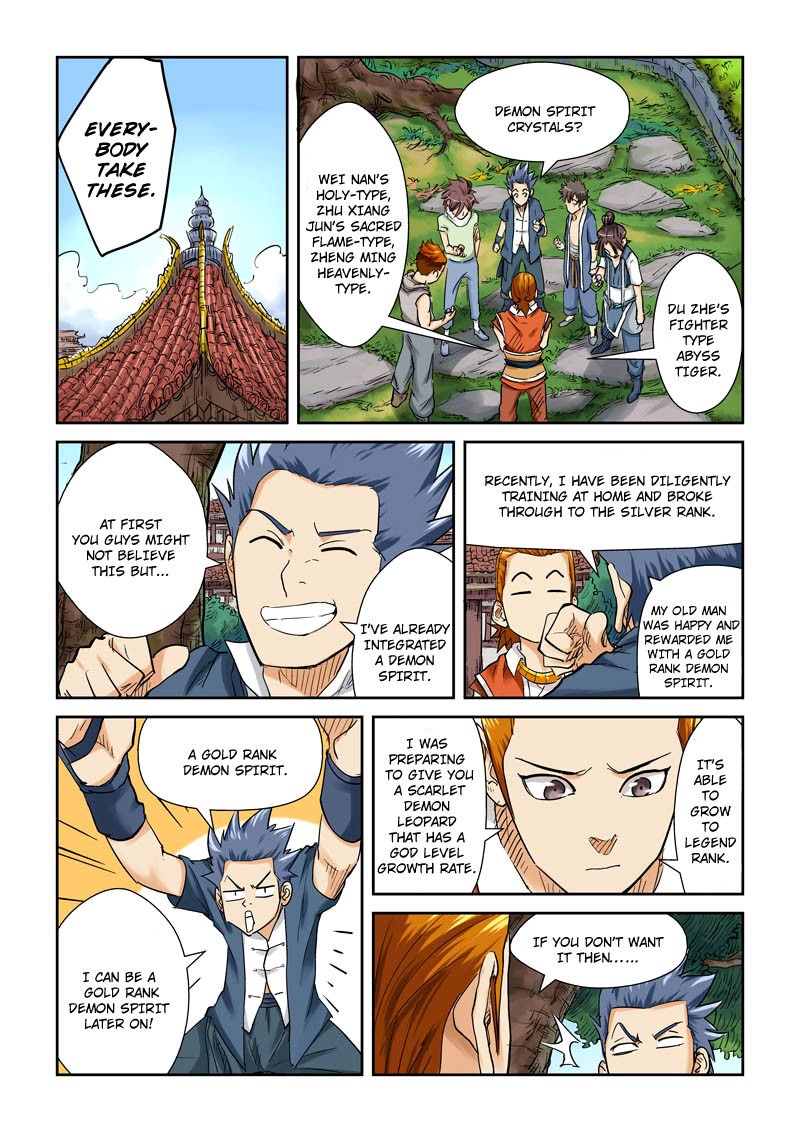 EVERY-
BODY
TAKE
THESE.
DEMON SPIRIT
CRYSTALS?
WEI NAN'S
HOLY-TYPE,
ZHU XIANG
JUN'S SACRED
FLAME-TYPE,
ZHENG MING
HEAVENLY-
TYPE.
DU ZHE'S
FIGHTER
TYPE
ABYSS
TIGER.
AT FIRST
YOU GUYS MIGHT
NOT BELIEVE
THIS BUT...
I'VE ALREADY
INTEGRATED
A DEMON
SPIRIT.
RECENTLY, I HAVE BEEN DILIGENTLY
TRAINING AT HOME AND BROKE
THROUGH TO THE SILVER RANK.
MY OLD MAN
WAS HAPPY AND
REWARDED ME
WITH A GOLD
RANK DEMON
SPIRIT.
A GOLD RANK
DEMON SPIRIT.
I CAN BE A
GOLD RANK
DEMON SPIRIT
LATER ON!
I WAS
PREPARING
TO GIVE YOU
A SCARLET
DEMON
LEOPARD
THAT HAS A
GOD LEVEL
GROWTH RATE.
IT'S
ABLE
TO
GROW
TO
LEGEND
RANK.
IF YOU DON'T WANT
IT THEN......